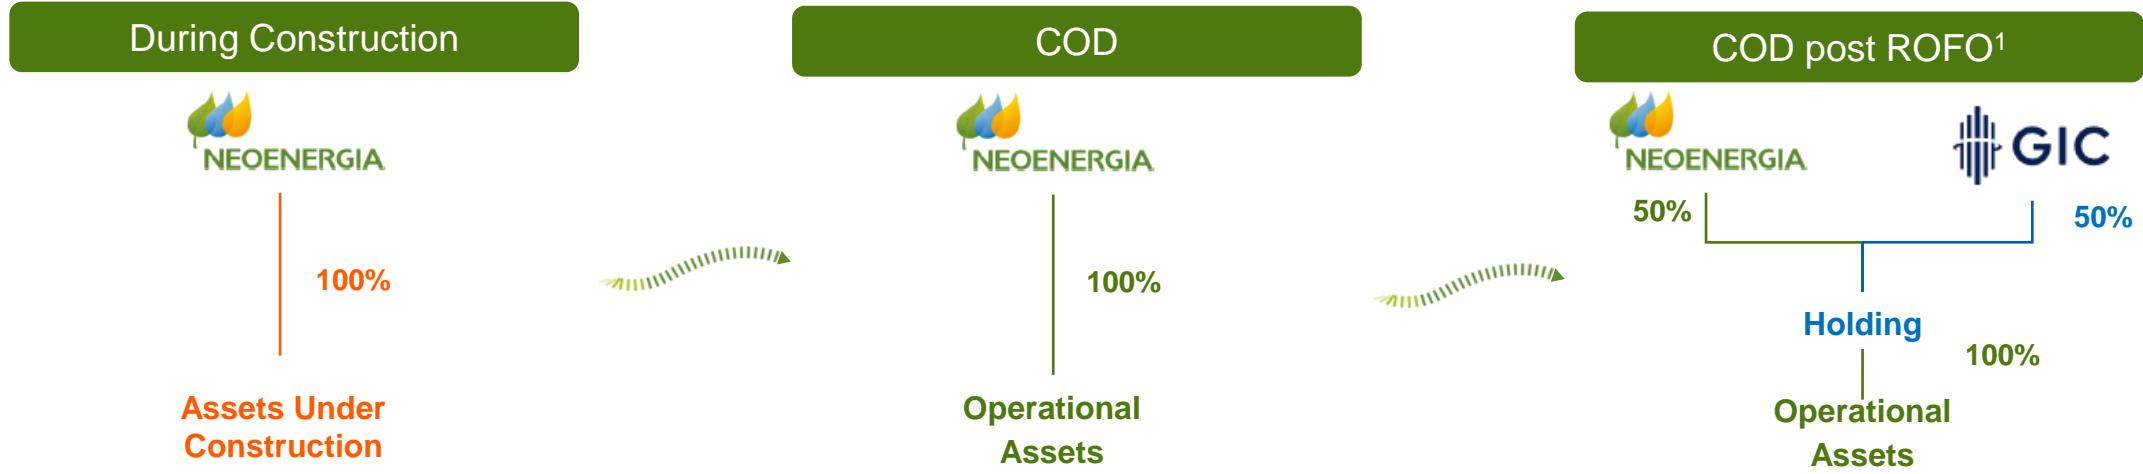 During Construction
NEOENERGIA
100%
Assets Under
Construction
COD
NEOENERGIA
100%
Operational
Assets
COD post ROFO¹
NEOENERGIA
GIC
50%
50%
Holding
100%
Operational
Assets